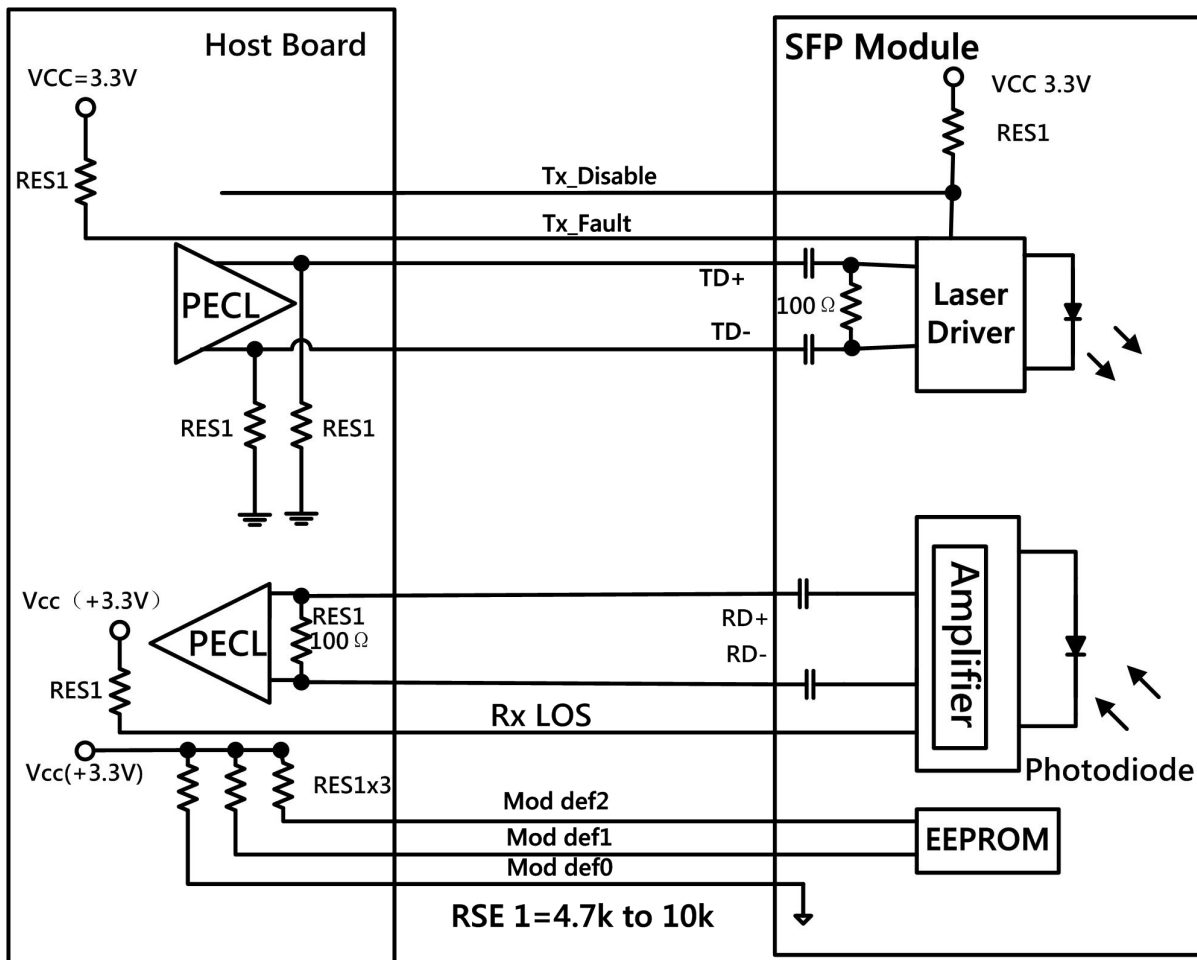 Host Board
SFP Module
VCC=3.3V
VCC 3.3V
RES1
RES1
Tx_Disable
Tx_Fault
PECL
TD+
100Ω
TD-
Laser
Driver
RES1
RES1
Vcc（+3.3V）
PECL
RES1
100Ω
RD+
RD-
Amplifier
RES1
Rx LOS
Vcc(+3.3V)
RES1x3
Photodiode
Mod def2
Mod def1
Mod def0
EEPROM
RSE 1=4.7k to 10k